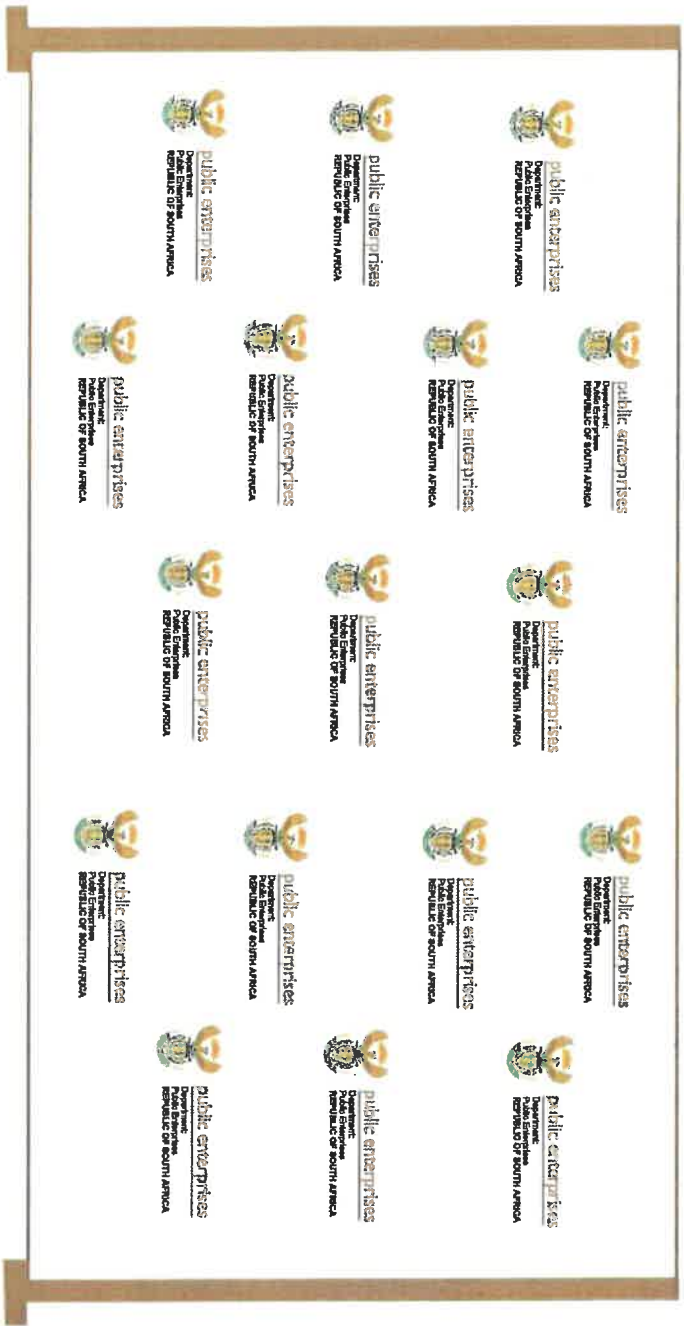 public enterprises
Department:
Public Enterprises
REPUBLIC OF SOUTH AFRICA
public enterprises
Department:
Public Enterprises
REPUBLIC OF SOUTH AFRICA
public enterprises
Department:
Public Enterprises
REPUBLIC OF SOUTH AFRICA
public enterprises
Department:
Public Enterprises
REPUBLIC OF SOUTH AFRICA
public enterprises
Department:
Public Enterprises
REPUBLIC OF SOUTH AFRICA
public enterprises
Department:
Public Enterprises
REPUBLIC OF SOUTH AFRICA
public enterprises
Department:
Public Enterprises
REPUBLIC OF SOUTH AFRICA
public enterprises
Department:
Public Enterprises
REPUBLIC OF SOUTH AFRICA
public enterprises
Department:
Public Enterprises
REPUBLIC OF SOUTH AFRICA
public enterprises
Department:
Public Enterprises
REPUBLIC OF SOUTH AFRICA
public enterprises
Department:
Public Enterprises
REPUBLIC OF SOUTH AFRICA
public enterprises
Department:
Public Enterprises
REPUBLIC OF SOUTH AFRICA
public enterprises
Department:
Public Enterprises
REPUBLIC OF SOUTH AFRICA
public enterprises
Department:
Public Enterprises
REPUBLIC OF SOUTH AFRICA
public enterprises
Department:
Public Enterprises
REPUBLIC OF SOUTH AFRICA
public enterprises
Department:
Public Enterprises
REPUBLIC OF SOUTH AFRICA
public enterprises
Department:
Public Enterprises
REPUBLIC OF SOUTH AFRICA